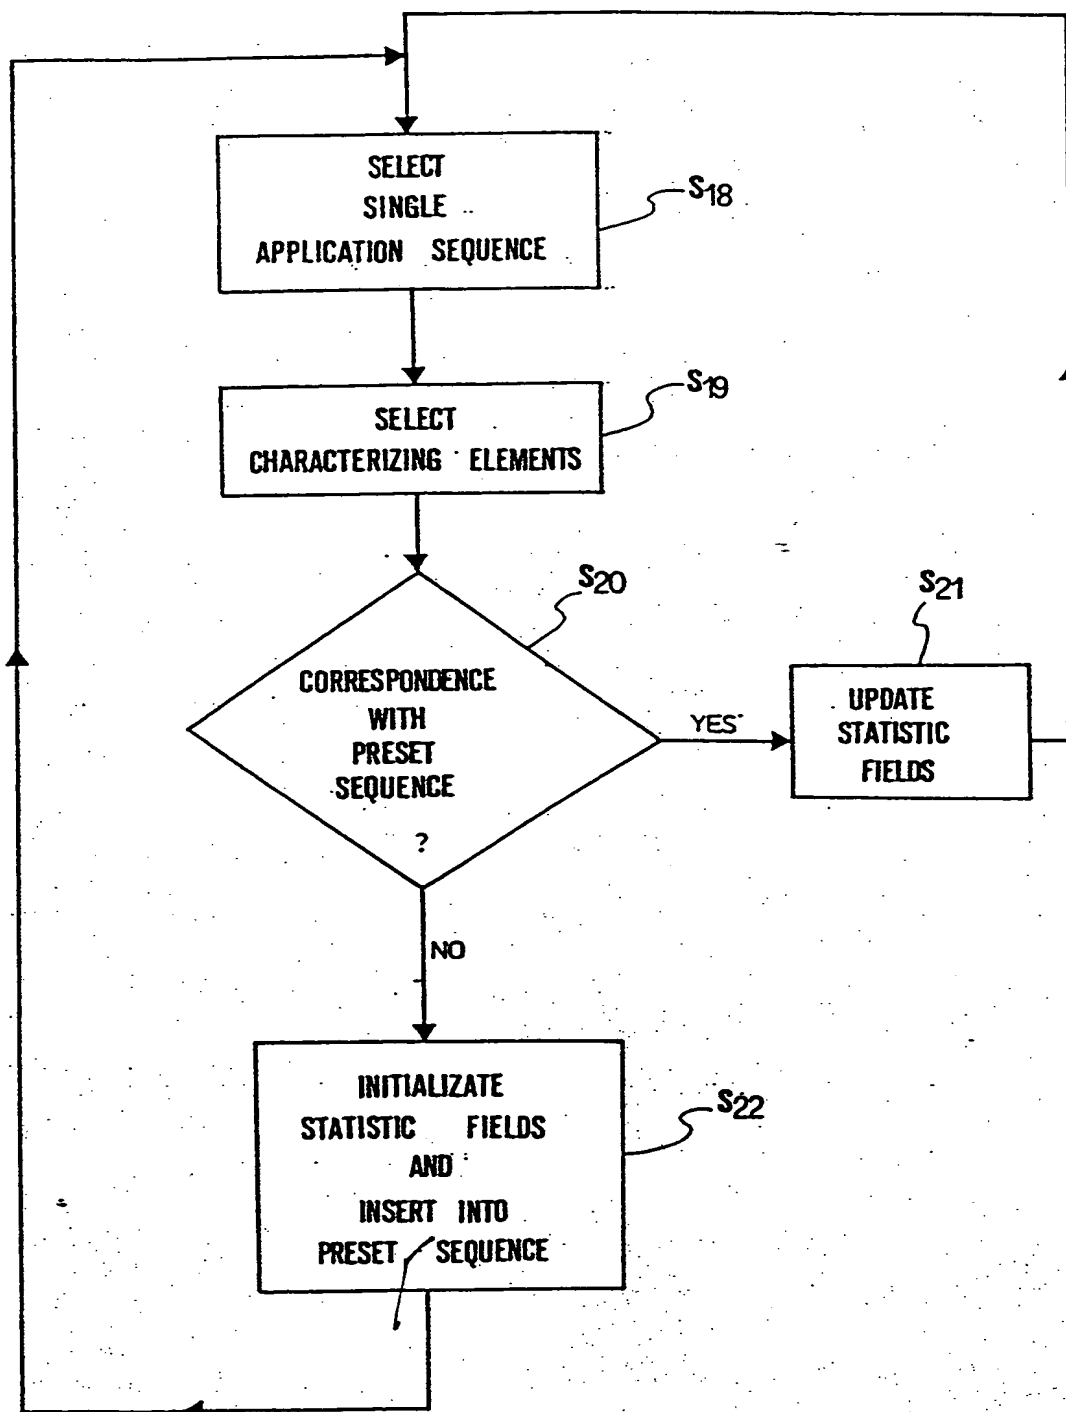 SELECT
SINGLE
APPLICATION SEQUENCE
S18
SELECT
CHARACTERIZING ELEMENTS
S19
CORRESPONDENCE
WITH
PRESET
SEQUENCE
?
S20
YES
UPDATE
STATISTIC
FIELDS
S21
NO
INITIALIZATE
STATISTIC FIELDS
AND
INSERT INTO
PRESET SEQUENCE
S22